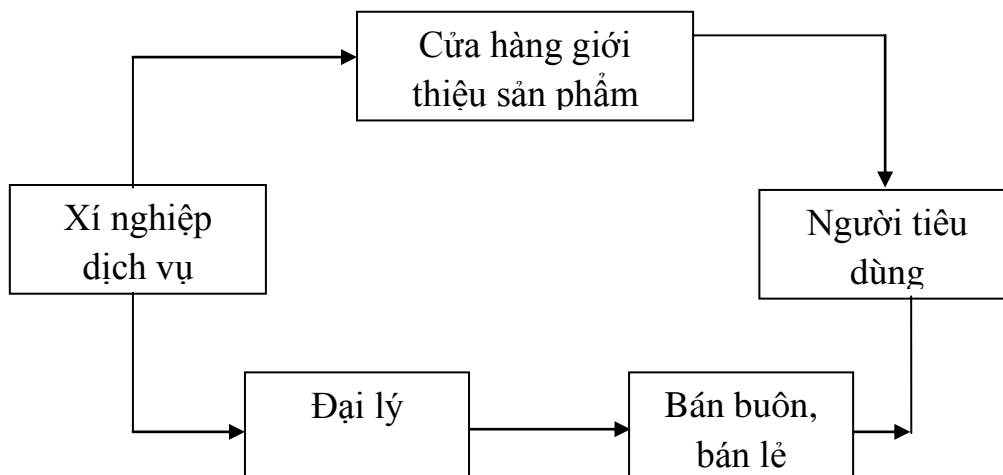 Cửa hàng giới
thiệu sản phẩm
Xí nghiệp
dịch vụ
Người tiêu
dùng
Đại lý
Bán buôn,
bán lẻ